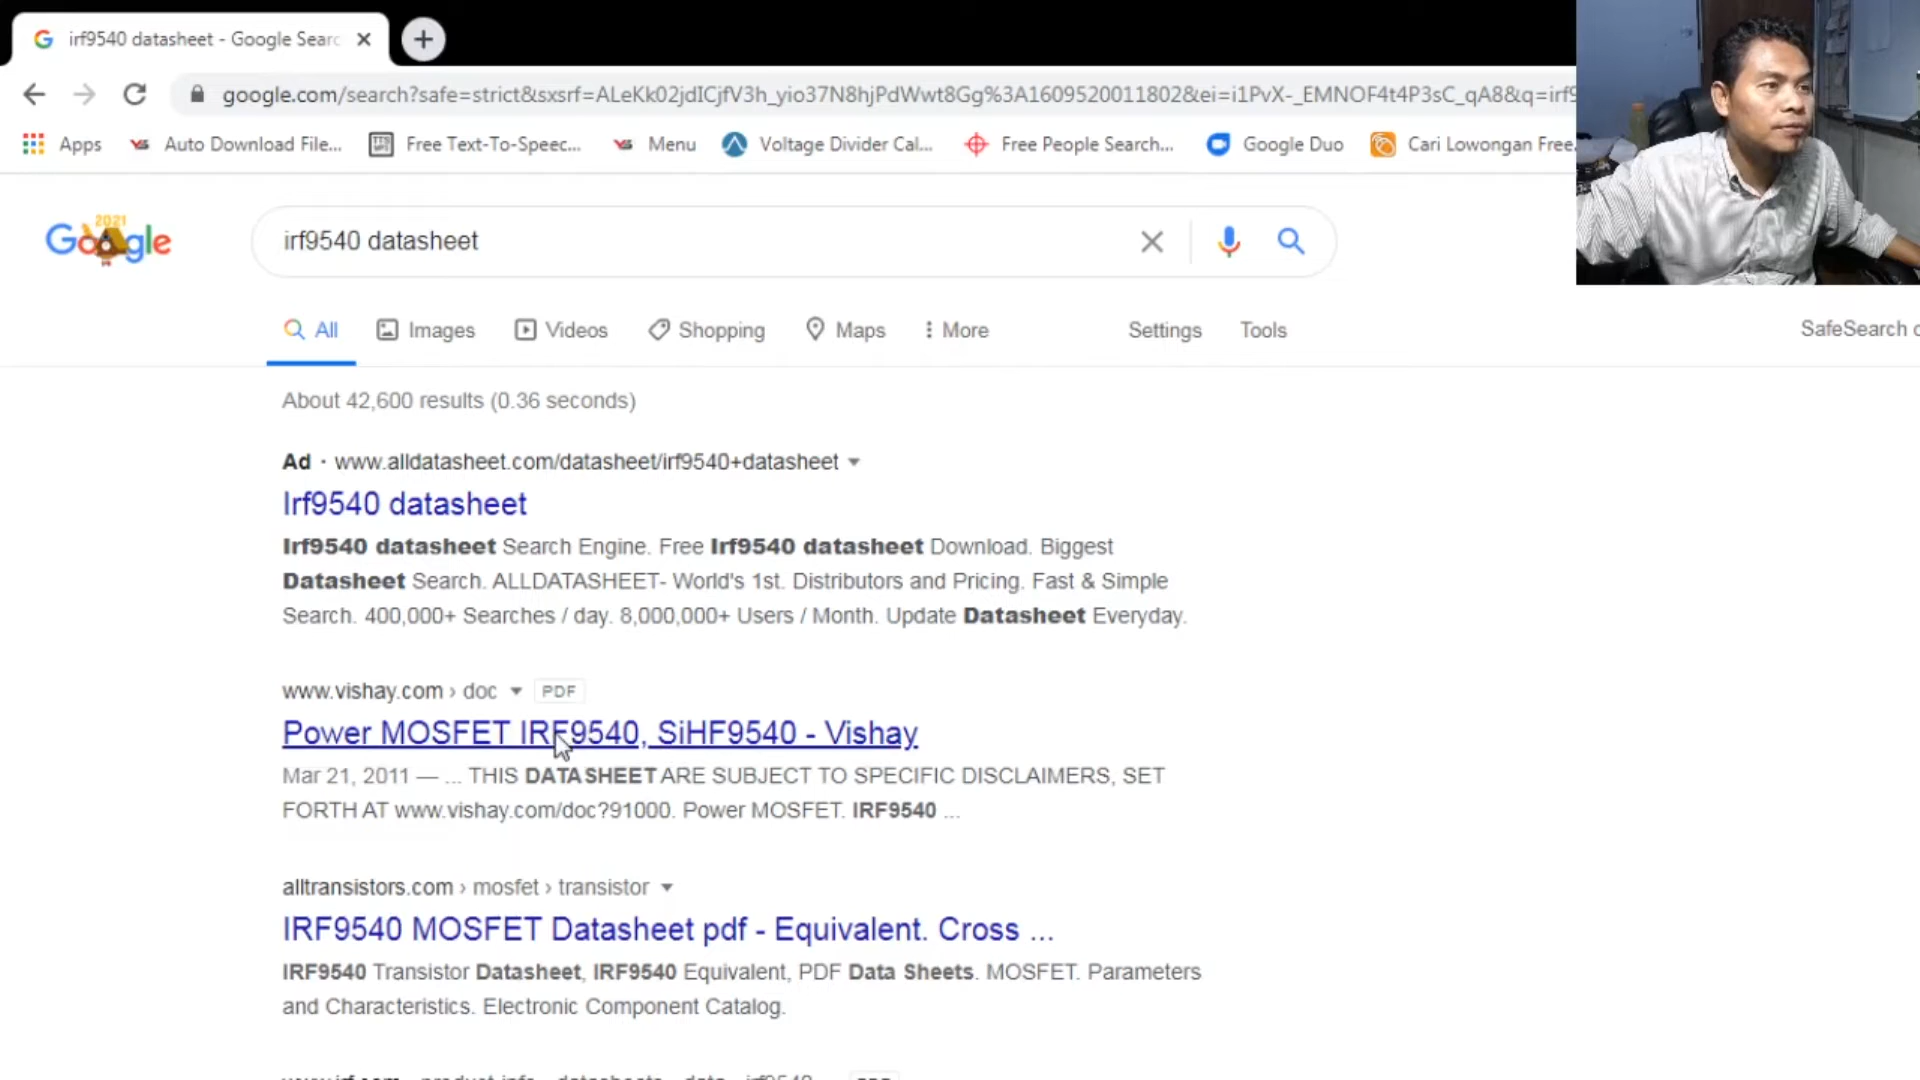 irf9540 datasheet - Google Searc
google.com/search?safe=strict&sxsrf=ALeKk02jdICjfV3h_yio37N8hjPdWwt8Gg%3A1609520011802&ei=i1PvX-_EMNOF4t4P3sC_qA8&q=irf9
Apps Auto Download File... Free Text-To-Speec... Menu Voltage Divider Cal... Free People Search... Google Duo Cari Lowongan Free.
2021
Google
irf9540 datasheet
All Images Videos Shopping Maps More Settings Tools SafeSearch
About 42,600 results (0.36 seconds)
Ad · www.alldatasheet.com/datasheet/irf9540+datasheet
Irf9540 datasheet
Irf9540 datasheet Search Engine. Free Irf9540 datasheet Download. Biggest
Datasheet Search. ALLDATASHEET- World's 1st. Distributors and Pricing. Fast & Simple
Search. 400,000+ Searches / day. 8,000,000+ Users / Month. Update Datasheet Everyday.
www.vishay.com › doc PDF
Power MOSFET IRF9540, SiHF9540 - Vishay
Mar 21, 2011 — ... THIS DATASHEET ARE SUBJECT TO SPECIFIC DISCLAIMERS, SET
FORTH AT www.vishay.com/doc?91000. Power MOSFET. IRF9540 ...
alltransistors.com › mosfet › transistor
IRF9540 MOSFET Datasheet pdf - Equivalent. Cross ...
IRF9540 Transistor Datasheet, IRF9540 Equivalent, PDF Data Sheets. MOSFET. Parameters
and Characteristics. Electronic Component Catalog.